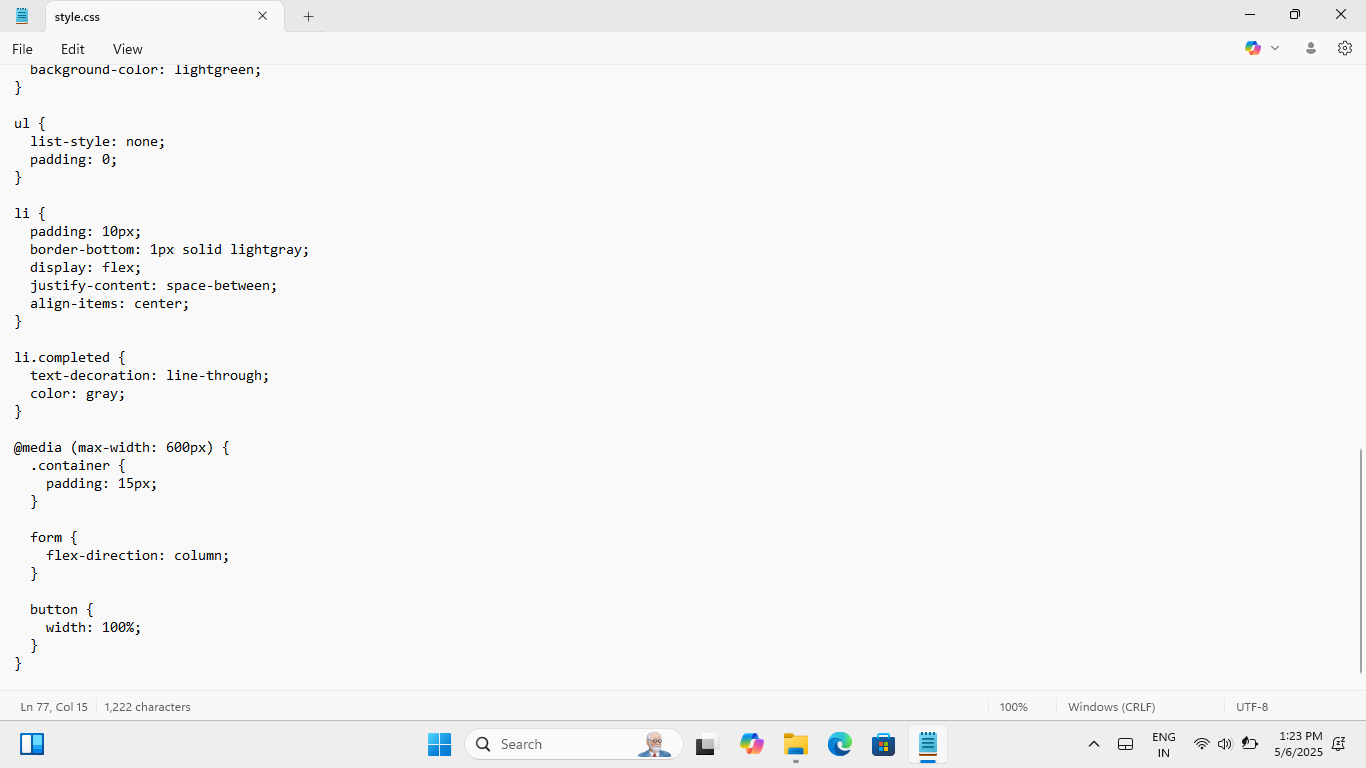 style.css
File Edit View
background-color: lightgreen;
}
ul {
list-style: none;
padding: 0;
}
li {
padding: 10px;
border-bottom: 1px solid lightgray;
display: flex;
justify-content: space-between;
align-items: center;
}
li.completed {
text-decoration: line-through;
color: gray;
}
@media (max-width: 600px) {
.container {
padding: 15px;
}
form {
flex-direction: column;
}
button {
width: 100%;
}
}
Ln 77, Col 15 1,222 characters 100% Windows (CRLF) UTF-8
Search
ENG
IN
1:23 PM
5/6/2025